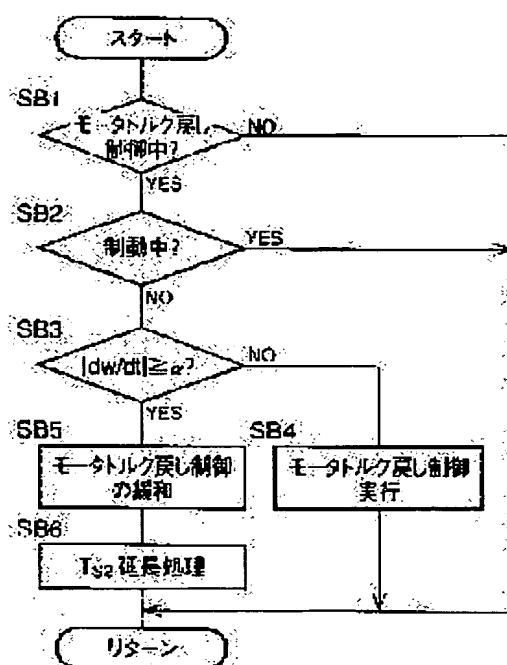 スタート
SB1
モータトルク戻し
制御中?
NO
YES
SB2
制動中?
YES
NO
SB3
|dw/dt|≧α?
NO
YES
SB5
モータトルク戻し制御
の緩和
SB4
モータトルク戻し制御
実行
SB6
TS2 延長処理
リターン